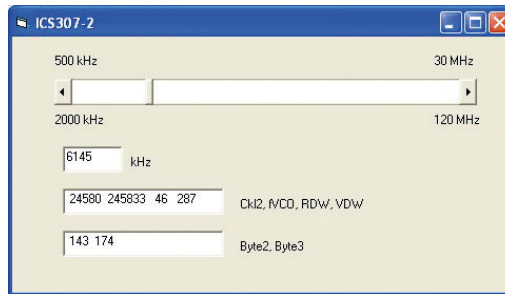 ICS307-2
500 kHz 30 MHz
2000 kHz 120 MHz
6145 kHz
24580 245833 46 287 Ckl2, fVCO, RDW, VDW
143 174 Byte2, Byte3